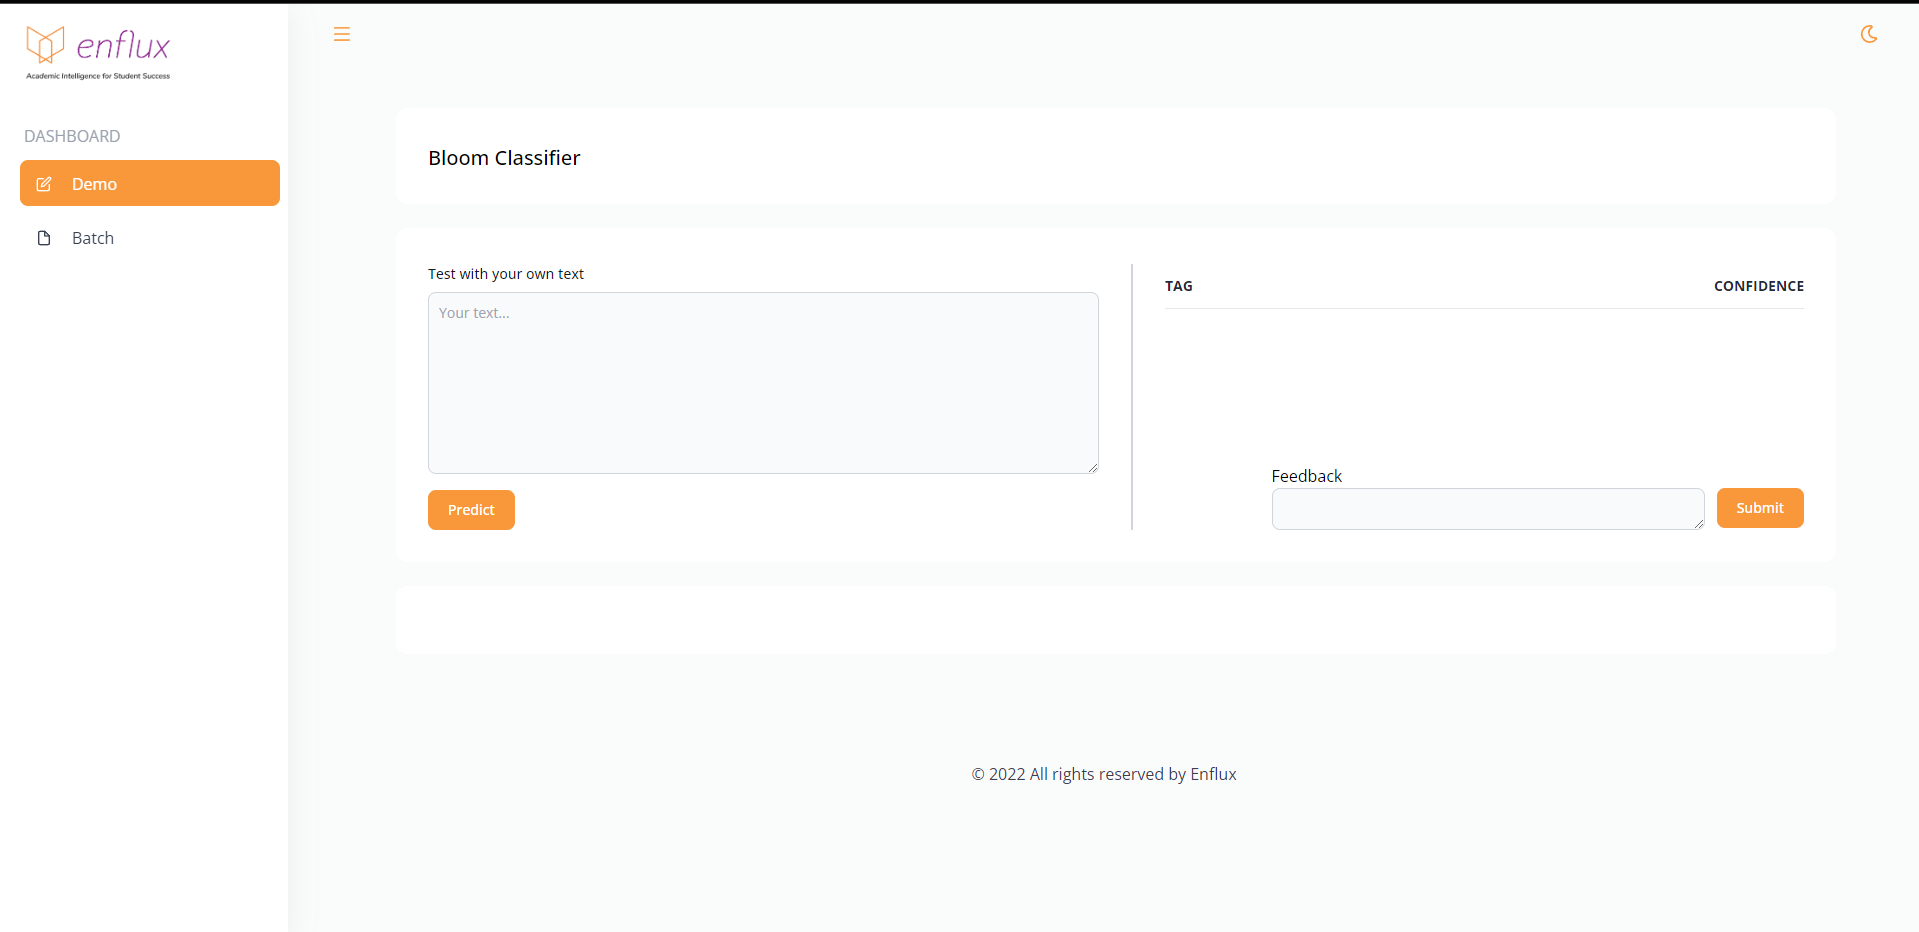 enflux
Academic Intelligence for Student Success
DASHBOARD
Demo
Batch
Bloom Classifier
Test with your own text
Your text...
Predict
TAG CONFIDENCE
Feedback
Submit
© 2022 All rights reserved by Enflux